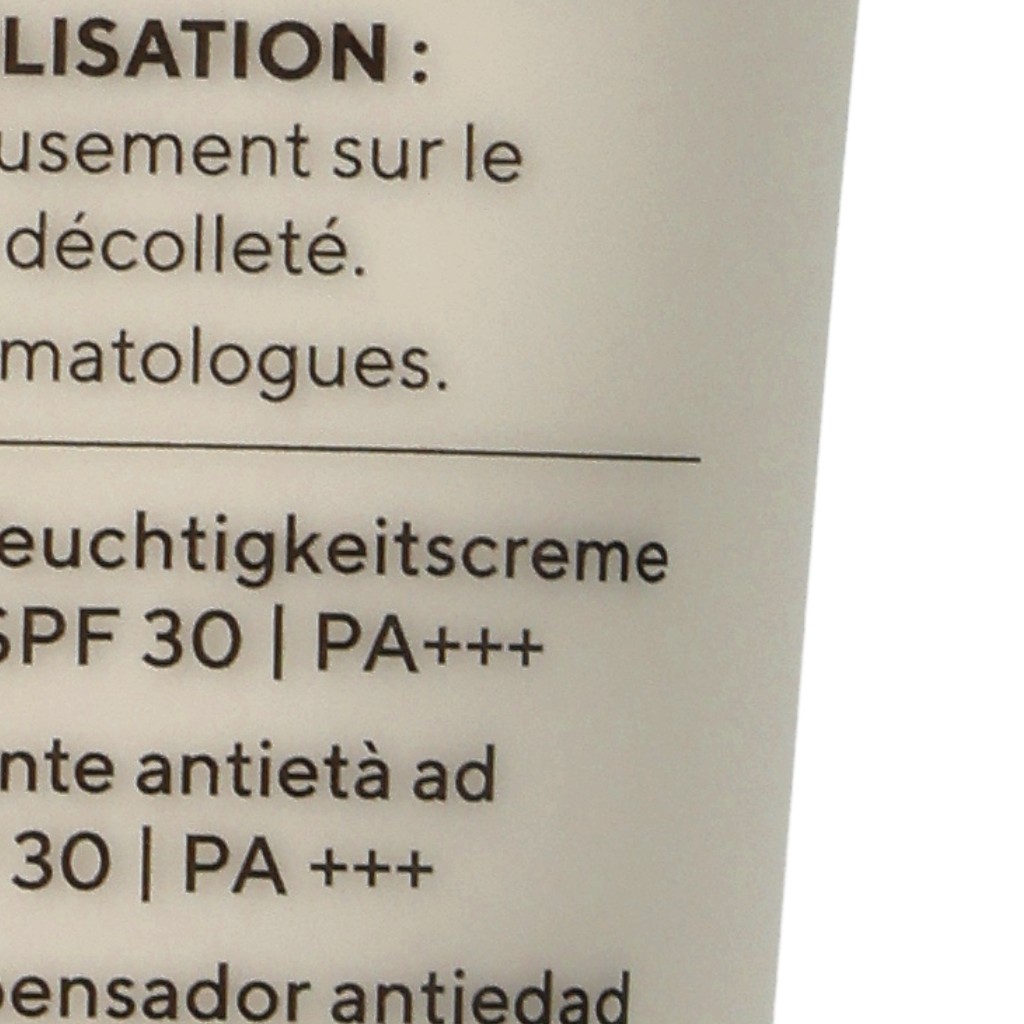 LISATION :
usement sur le
décolleté.
matologues.
euchtigkeitscreme
SPF 30 | PA+++
nte antietà ad
30 | PA +++
pensador antiedad